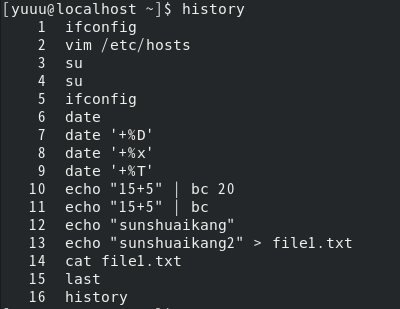 [yuuu@localhost ~]$ history
1 ifconfig
2 vim /etc/hosts
3 su
4 su
5 ifconfig
6 date
7 date '+%D'
8 date '+%x'
9 date '+%T'
10 echo "15+5" | bc 20
11 echo "15+5" | bc
12 echo "sunshuaikang"
13 echo "sunshuaikang2" > file1.txt
14 cat file1.txt
15 last
16 history